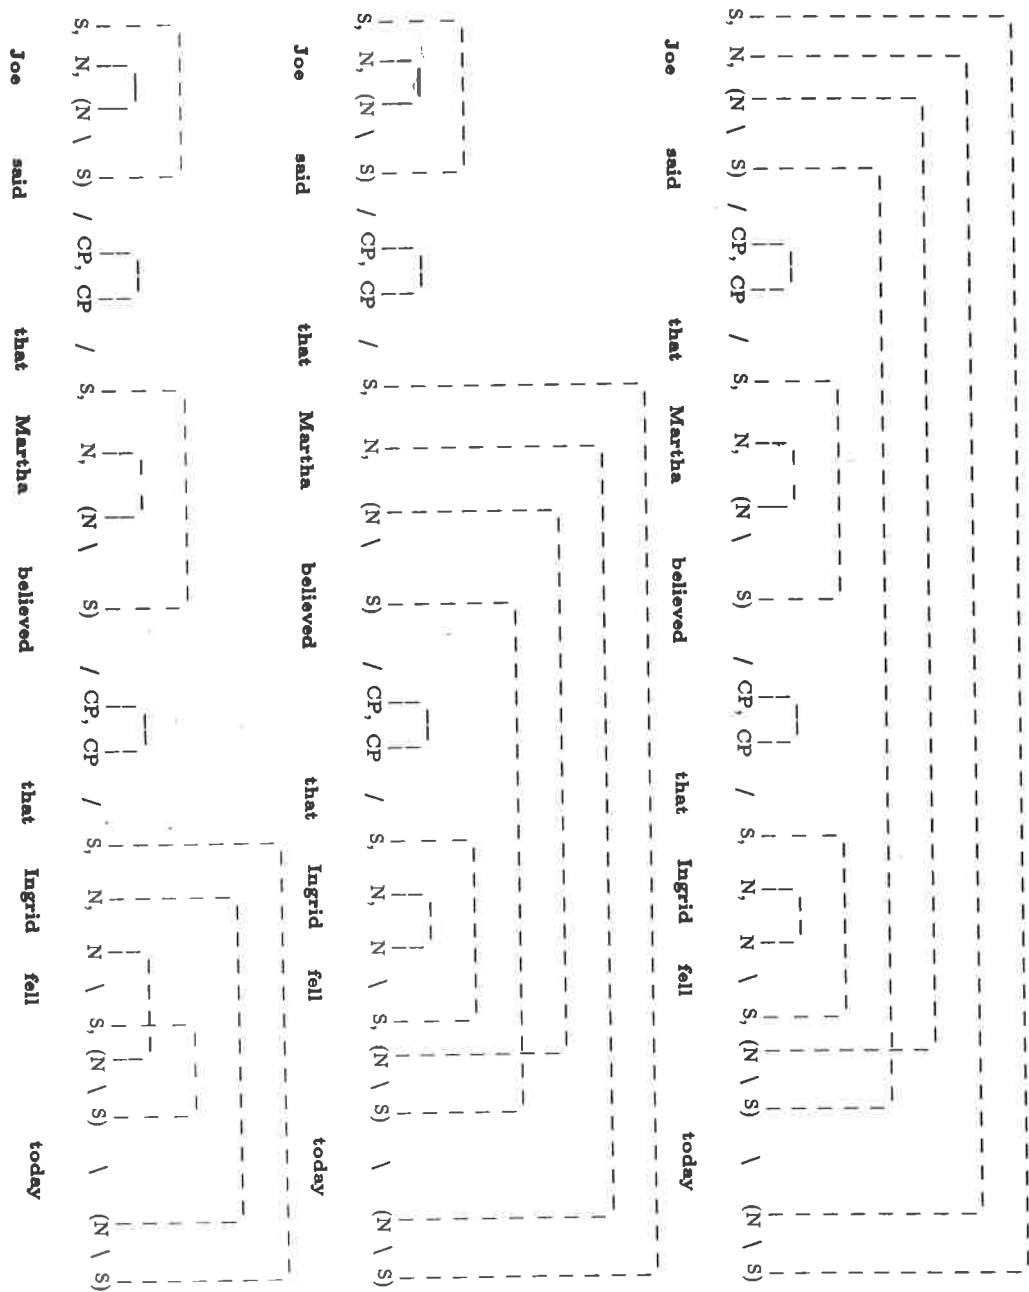 S, N, (N \ S) / CP, CP / S, N, (N \ S) / CP, CP / S, N, N \ S, (N \ S) \ (N \ S)
Joe said that Martha believed that Ingrid fell today
S, N, (N \ S) / CP, CP / S, N, (N \ S) / CP, CP / S, N, N \ S, (N \ S) \ (N \ S)
Joe said that Martha believed that Ingrid fell today
S, N, (N \ S) / CP, CP / S, N, (N \ S) / CP, CP / S, N, N \ S, (N \ S) \ (N \ S)
Joe said that Martha believed that Ingrid fell today